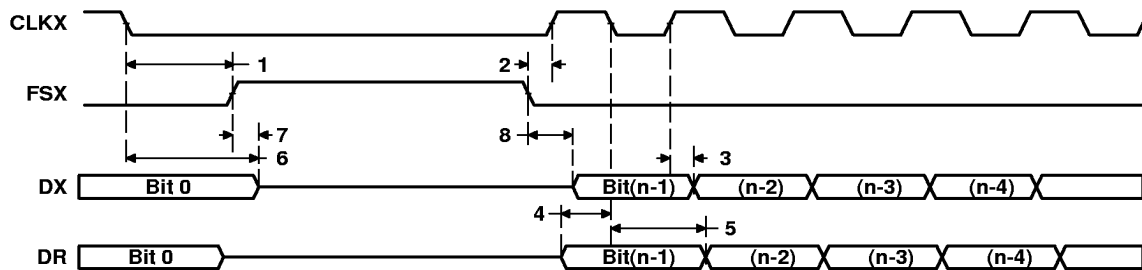 CLKX
1
2
FSX
7
8
6
3
DX
Bit 0
Bit(n-1)
(n-2)
(n-3)
(n-4)
4
5
DR
Bit 0
Bit(n-1)
(n-2)
(n-3)
(n-4)